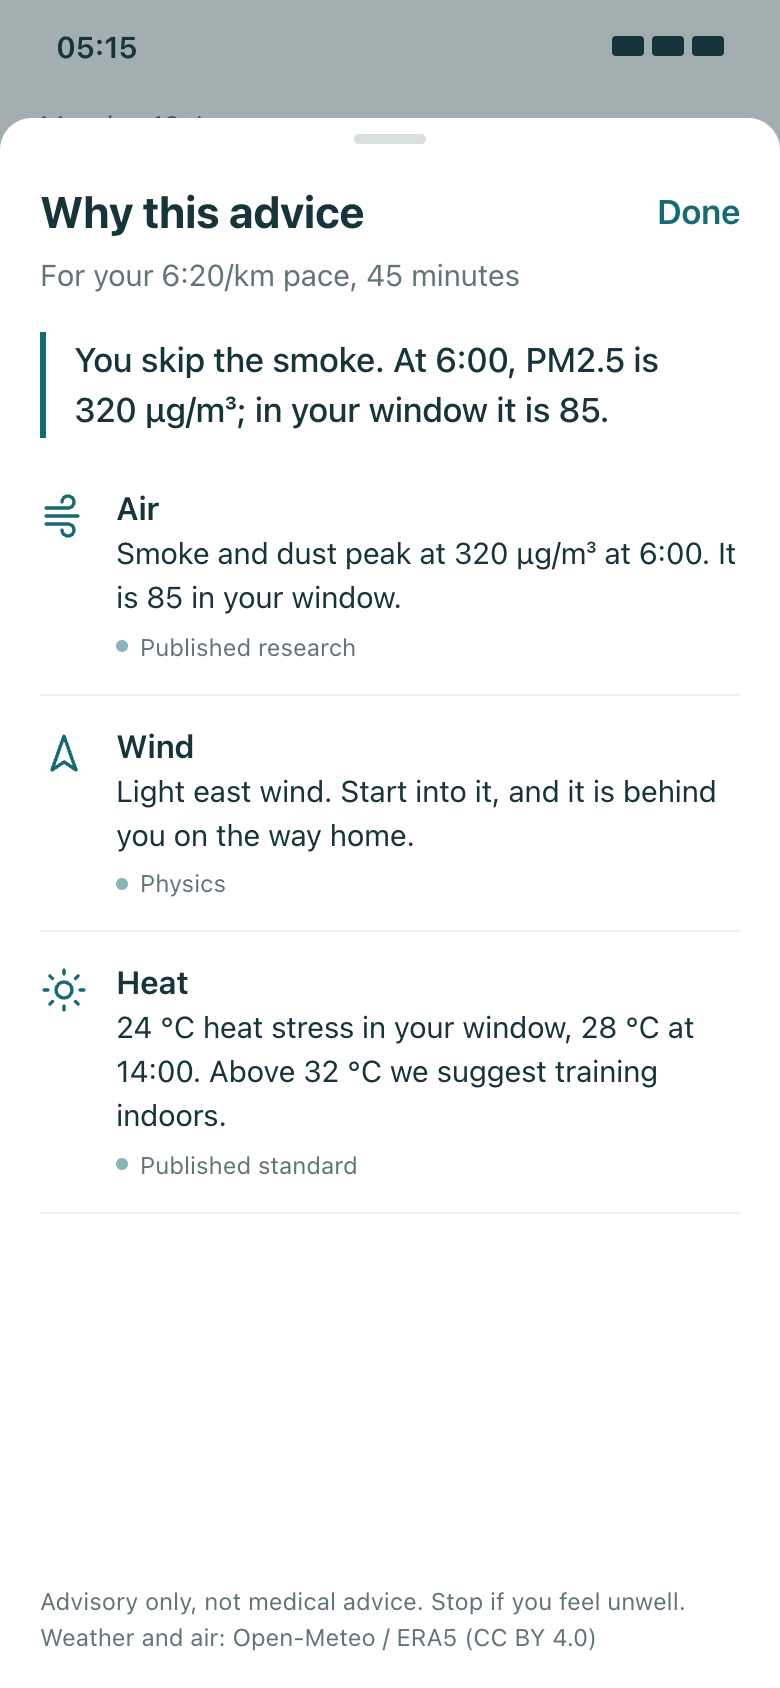 05:15
Why this advice
Done
For your 6:20/km pace, 45 minutes
You skip the smoke. At 6:00, PM2.5 is
320 µg/m³; in your window it is 85.
Air
Smoke and dust peak at 320 µg/m³ at 6:00. It
is 85 in your window.
Published research
Wind
Light east wind. Start into it, and it is behind
you on the way home.
Physics
Heat
24 °C heat stress in your window, 28 °C at
14:00. Above 32 °C we suggest training
indoors.
Published standard
Advisory only, not medical advice. Stop if you feel unwell.
Weather and air: Open-Meteo / ERA5 (CC BY 4.0)